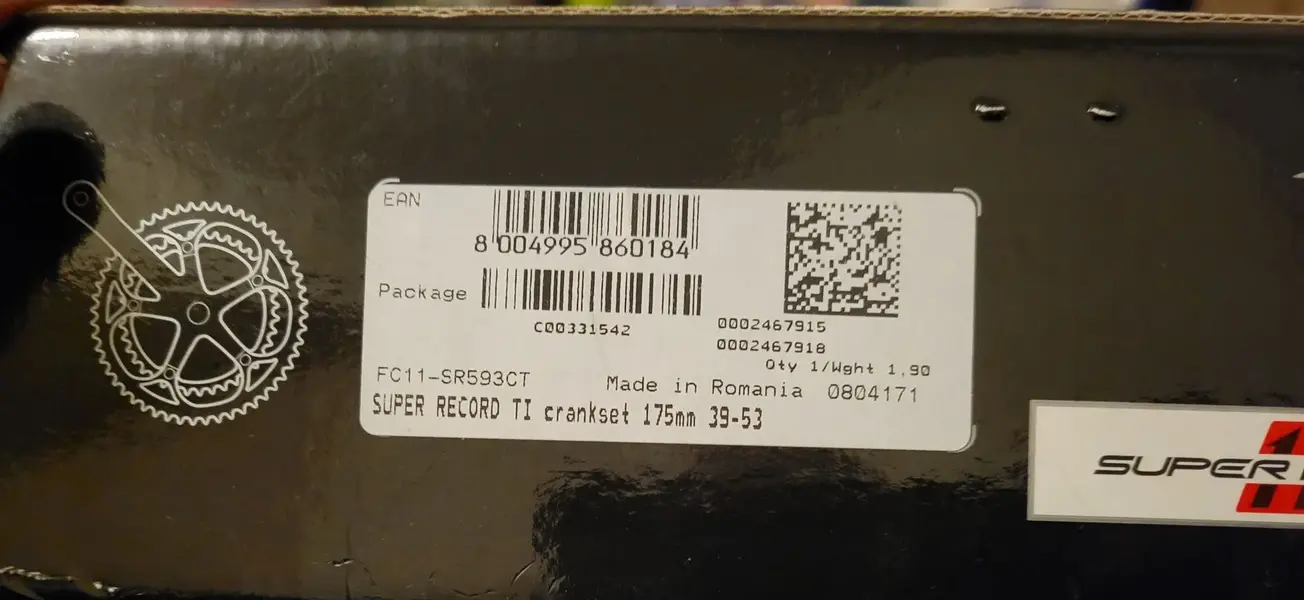 EAN
8 004995 860184
Package
C00331542
0002467915
0002467918
Qty 1/Wght 1,90
FC11-SR593CT
Made in Romania 0804171
SUPER RECORD TI crankset 175mm 39-53
SUPER
11